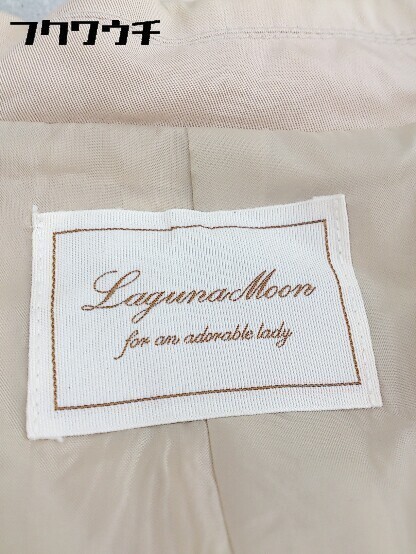 フクワウチ
LagunaMoon
for an adorable lady